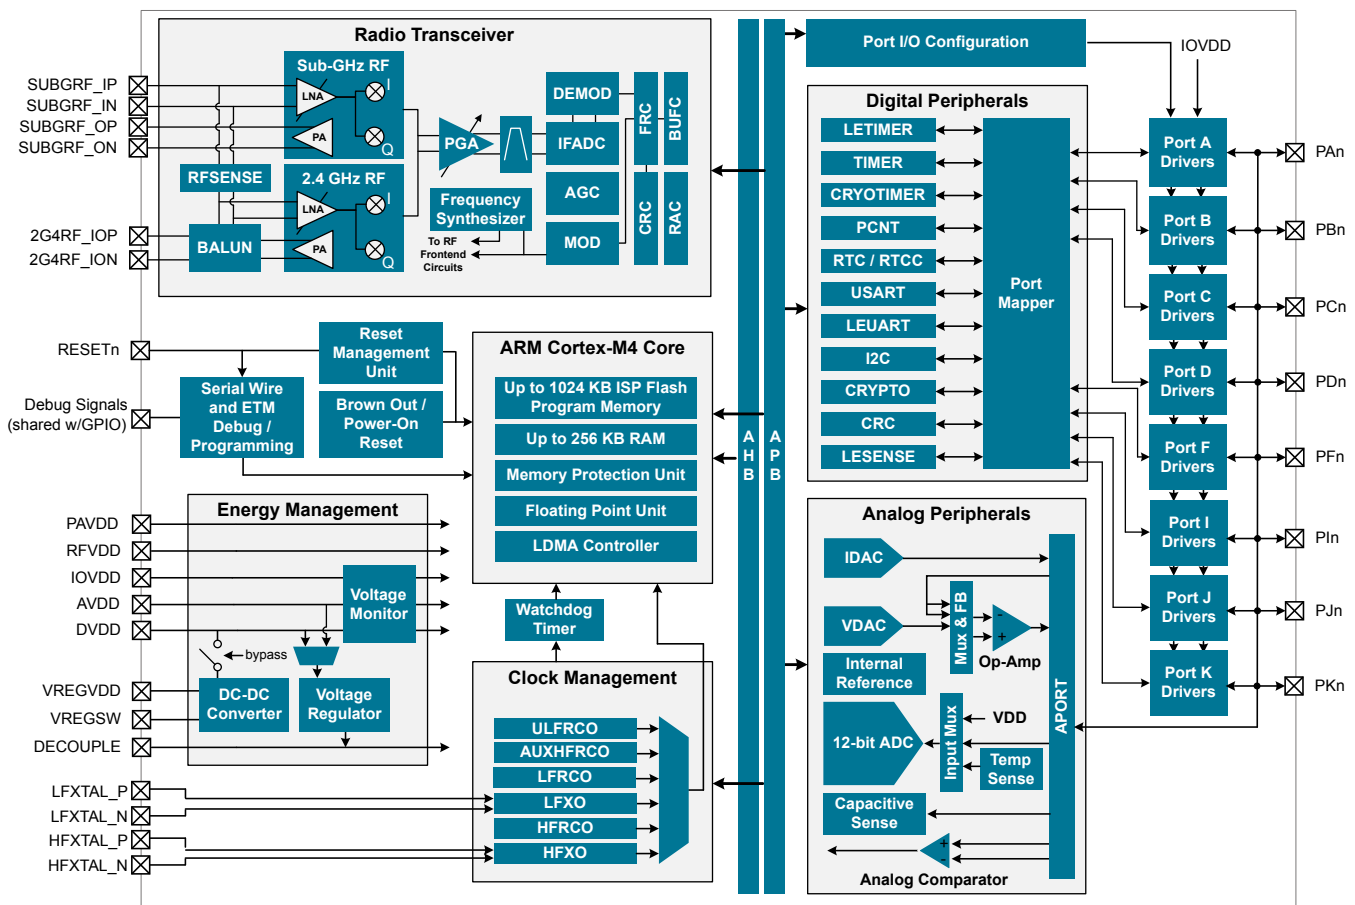 Radio Transceiver
SUBGRF_IP
SUBGRF_IN
SUBGRF_OP
SUBGRF_ON
2G4RF_IOP
2G4RF_ION
Sub-GHz RF
LNA
I
PA
Q
RFSENSE
BALUN
2.4 GHz RF
LNA
I
PA
Q
PGA
Frequency
Synthesizer
To RF
Frontend
Circuits
DEMOD
IFADC
AGC
MOD
FRC
BUFC
CRC
RAC
RESETn
Debug Signals
(shared w/GPIO)
Reset
Management
Unit
Serial Wire
and ETM
Debug /
Programming
Brown Out /
Power-On
Reset
ARM Cortex-M4 Core
Up to 1024 KB ISP Flash
Program Memory
Up to 256 KB RAM
Memory Protection Unit
Floating Point Unit
LDMA Controller
Watchdog
Timer
Energy Management
PAVDD
RFVDD
IOVDD
AVDD
DVDD
VREGVDD
VREGSW
DECOUPLE
Voltage
Monitor
bypass
DC-DC
Converter
Voltage
Regulator
Clock Management
LFXTAL_P
LFXTAL_N
HFXTAL_P
HFXTAL_N
ULFRCO
AUXHFRCO
LFRCO
LFXO
HFRCO
HFXO
AHB
APB
Port I/O Configuration
IOVDD
Digital Peripherals
LETIMER
TIMER
CRYOTIMER
PCNT
RTC / RTCC
USART
LEUART
I2C
CRYPTO
CRC
LESENSE
Port
Mapper
Analog Peripherals
IDAC
VDAC
Mux & FB
-
+
Op-Amp
Internal
Reference
12-bit ADC
Input Mux
VDD
Temp
Sense
Capacitive
Sense
+
-
Analog Comparator
APORT
Port A
Drivers
PAn
Port B
Drivers
PBn
Port C
Drivers
PCn
Port D
Drivers
PDn
Port F
Drivers
PFn
Port I
Drivers
PIn
Port J
Drivers
PJn
Port K
Drivers
PKn